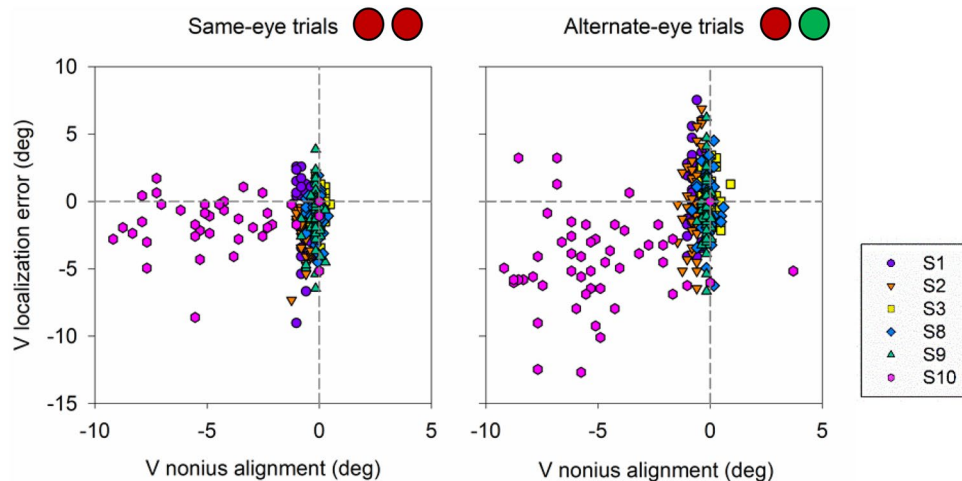 Same-eye trials
Alternate-eye trials
V localization error (deg)
10
5
0
-5
-10
-15
-10
-5
0
5
-10
-5
0
5
V nonius alignment (deg)
V nonius alignment (deg)
S1
S2
S3
S8
S9
S10